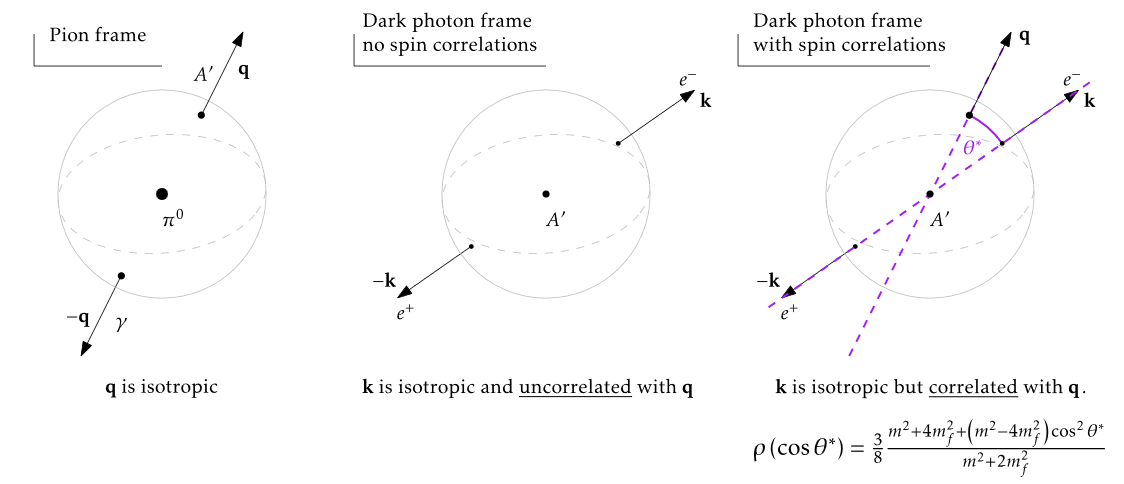 Pion frame
A′
q
π⁰
−q
γ
q is isotropic
Dark photon frame
no spin correlations
e⁻
k
A′
−k
e⁺
k is isotropic and uncorrelated with q
Dark photon frame
with spin correlations
q
e⁻
k
θ*
A′
−k
e⁺
k is isotropic but correlated with q.
ρ(cos θ*) = 3/8 (m²+4m_f²+(m²−4m_f²)cos² θ*)/(m²+2m_f²)